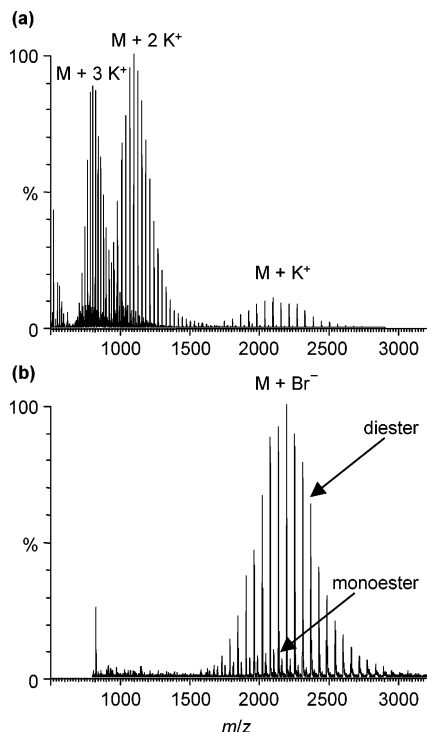 (a)
M + 2 K⁺
100
M + 3 K⁺
%
M + K⁺
0
1000 1500 2000 2500 3000
(b)
M + Br⁻
100
diester
%
monoester
0
1000 1500 2000 2500 3000
m/z